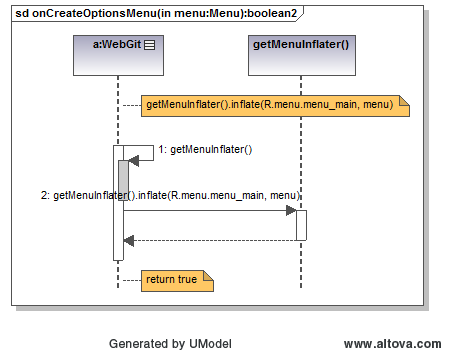 sd onCreateOptionsMenu(in menu:Menu):boolean2
a:WebGit
getMenuInflater()
getMenuInflater().inflate(R.menu.menu_main, menu)
1: getMenuInflater()
2: getMenuInflater().inflate(R.menu.menu_main, menu)
return true
Generated by UModel
www.altova.com